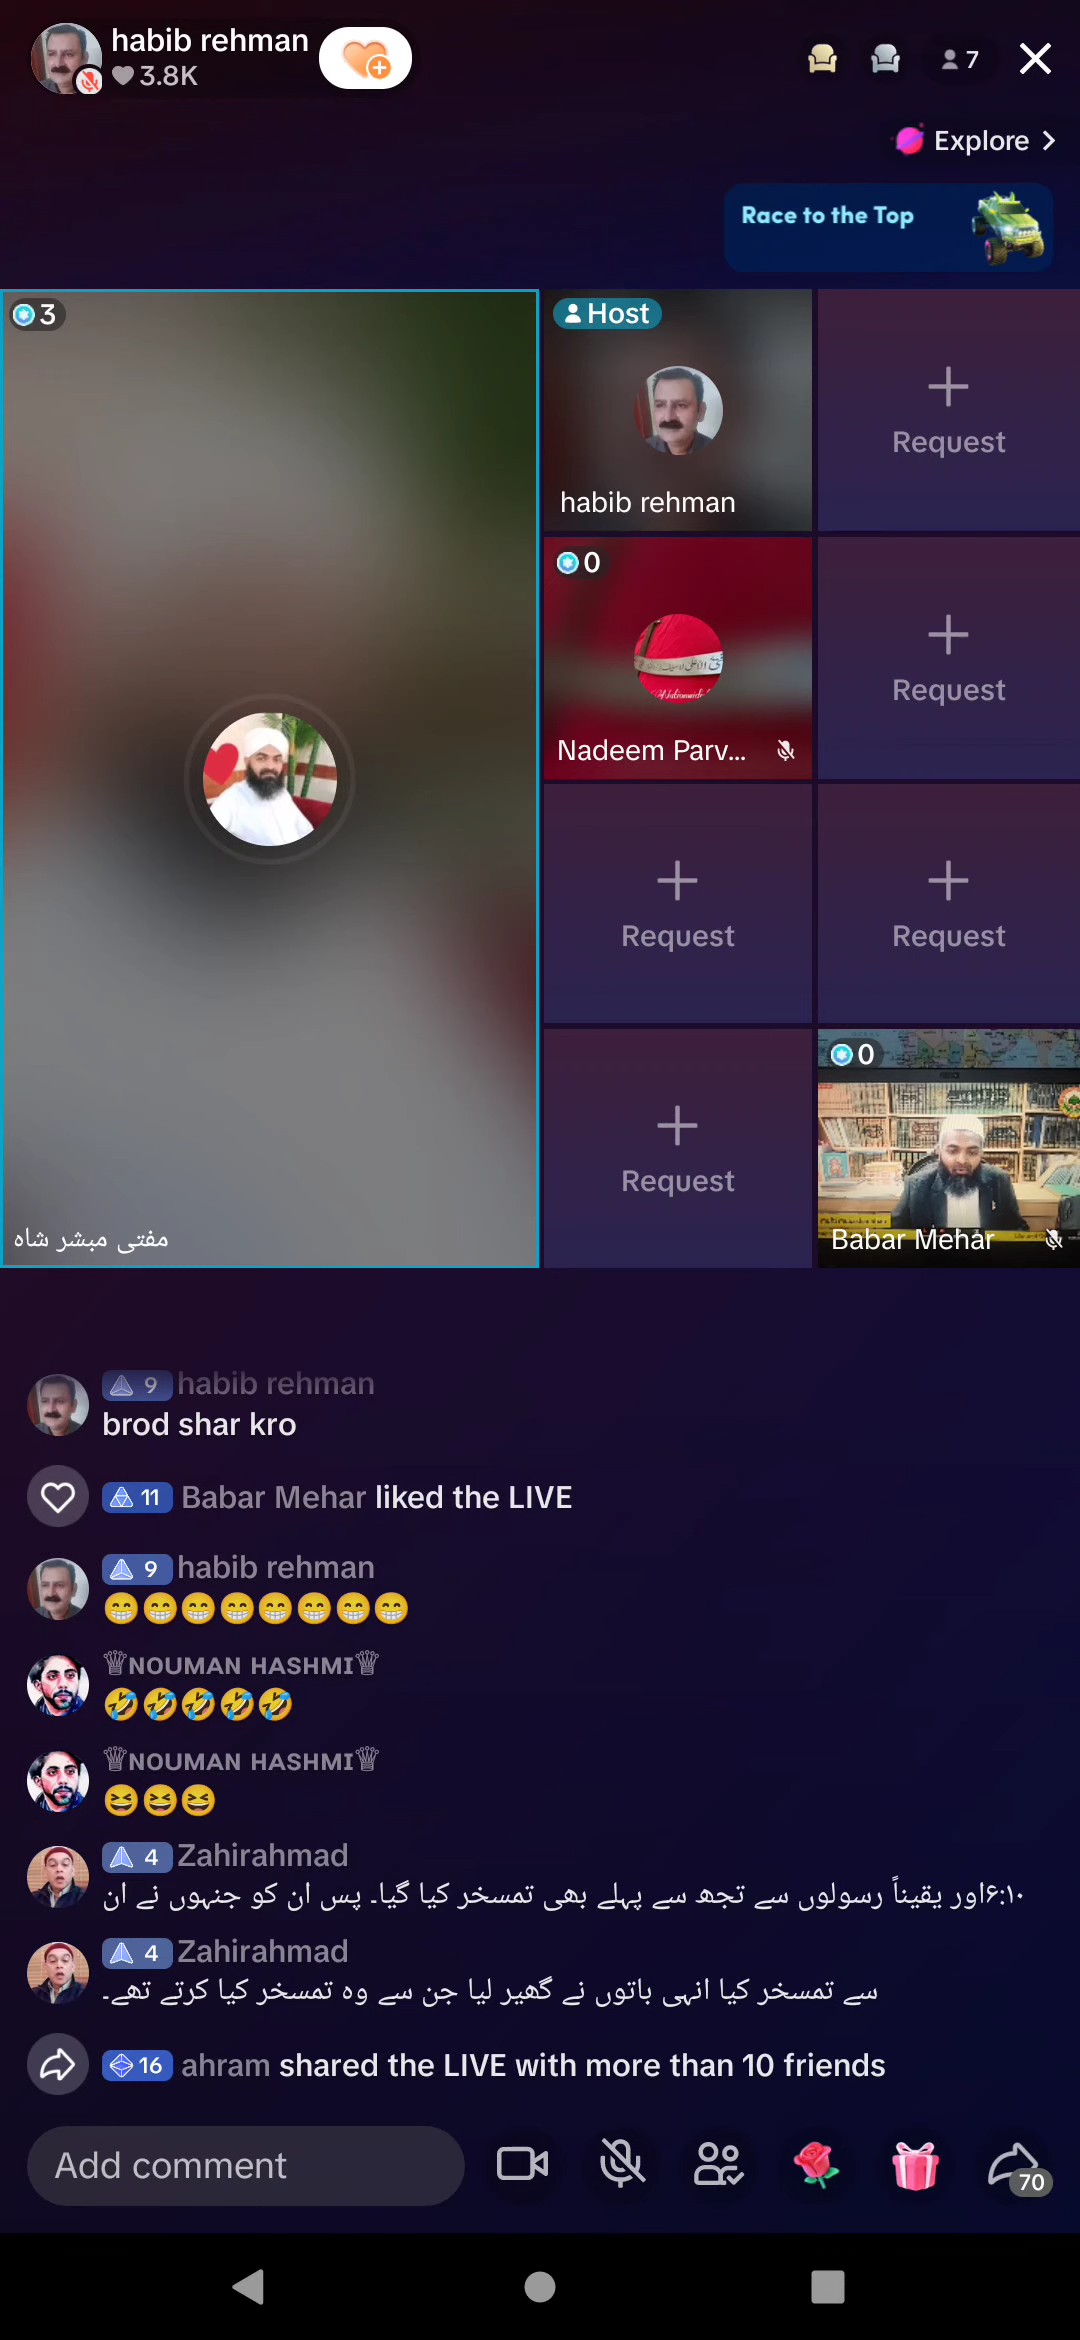 habib rehman
3.8K
7
Explore
Race to the Top
3
Host
habib rehman
Request
0
Nadeem Parv...
Request
Request
Request
Request
0
Babar Mehar
مفتی مبشر شاہ
9 habib rehman
brod shar kro
11 Babar Mehar liked the LIVE
9 habib rehman
😁😁😁😁😁😁😁😁
♕NOUMAN HASHMI♕
🤣🤣🤣🤣🤣
♕NOUMAN HASHMI♕
😆😆😆
4 Zahirahmad
۶:۱۰اور یقیناً رسولوں سے تجھ سے پہلے بھی تمسخر کیا گیا۔ پس ان کو جنہوں نے ان
4 Zahirahmad
سے تمسخر کیا انہی باتوں نے گھیر لیا جن سے وہ تمسخر کیا کرتے تھے۔
16 ahram shared the LIVE with more than 10 friends
Add comment
70